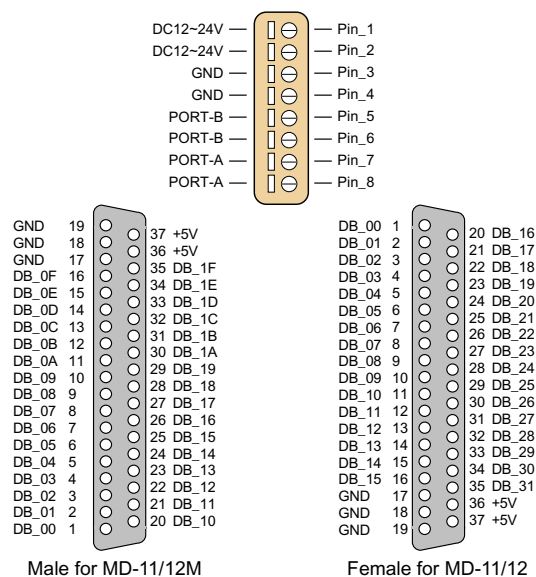 DC12~24V — Pin_1
DC12~24V — Pin_2
GND — Pin_3
GND — Pin_4
PORT-B — Pin_5
PORT-B — Pin_6
PORT-A — Pin_7
PORT-A — Pin_8
GND 19
GND 18
GND 17
DB_0F 16
DB_0E 15
DB_0D 14
DB_0C 13
DB_0B 12
DB_0A 11
DB_09 10
DB_08 9
DB_07 8
DB_06 7
DB_05 6
DB_04 5
DB_03 4
DB_02 3
DB_01 2
DB_00 1
37 +5V
36 +5V
35 DB_1F
34 DB_1E
33 DB_1D
32 DB_1C
31 DB_1B
30 DB_1A
29 DB_19
28 DB_18
27 DB_17
26 DB_16
25 DB_15
24 DB_14
23 DB_13
22 DB_12
21 DB_11
20 DB_10
Male for MD-11/12M
DB_00 1
DB_01 2
DB_02 3
DB_03 4
DB_04 5
DB_05 6
DB_06 7
DB_07 8
DB_08 9
DB_09 10
DB_10 11
DB_11 12
DB_12 13
DB_13 14
DB_14 15
DB_15 16
GND 17
GND 18
GND 19
20 DB_16
21 DB_17
22 DB_18
23 DB_19
24 DB_20
25 DB_21
26 DB_22
27 DB_23
28 DB_24
29 DB_25
30 DB_26
31 DB_27
32 DB_28
33 DB_29
34 DB_30
35 DB_31
36 +5V
37 +5V
Female for MD-11/12